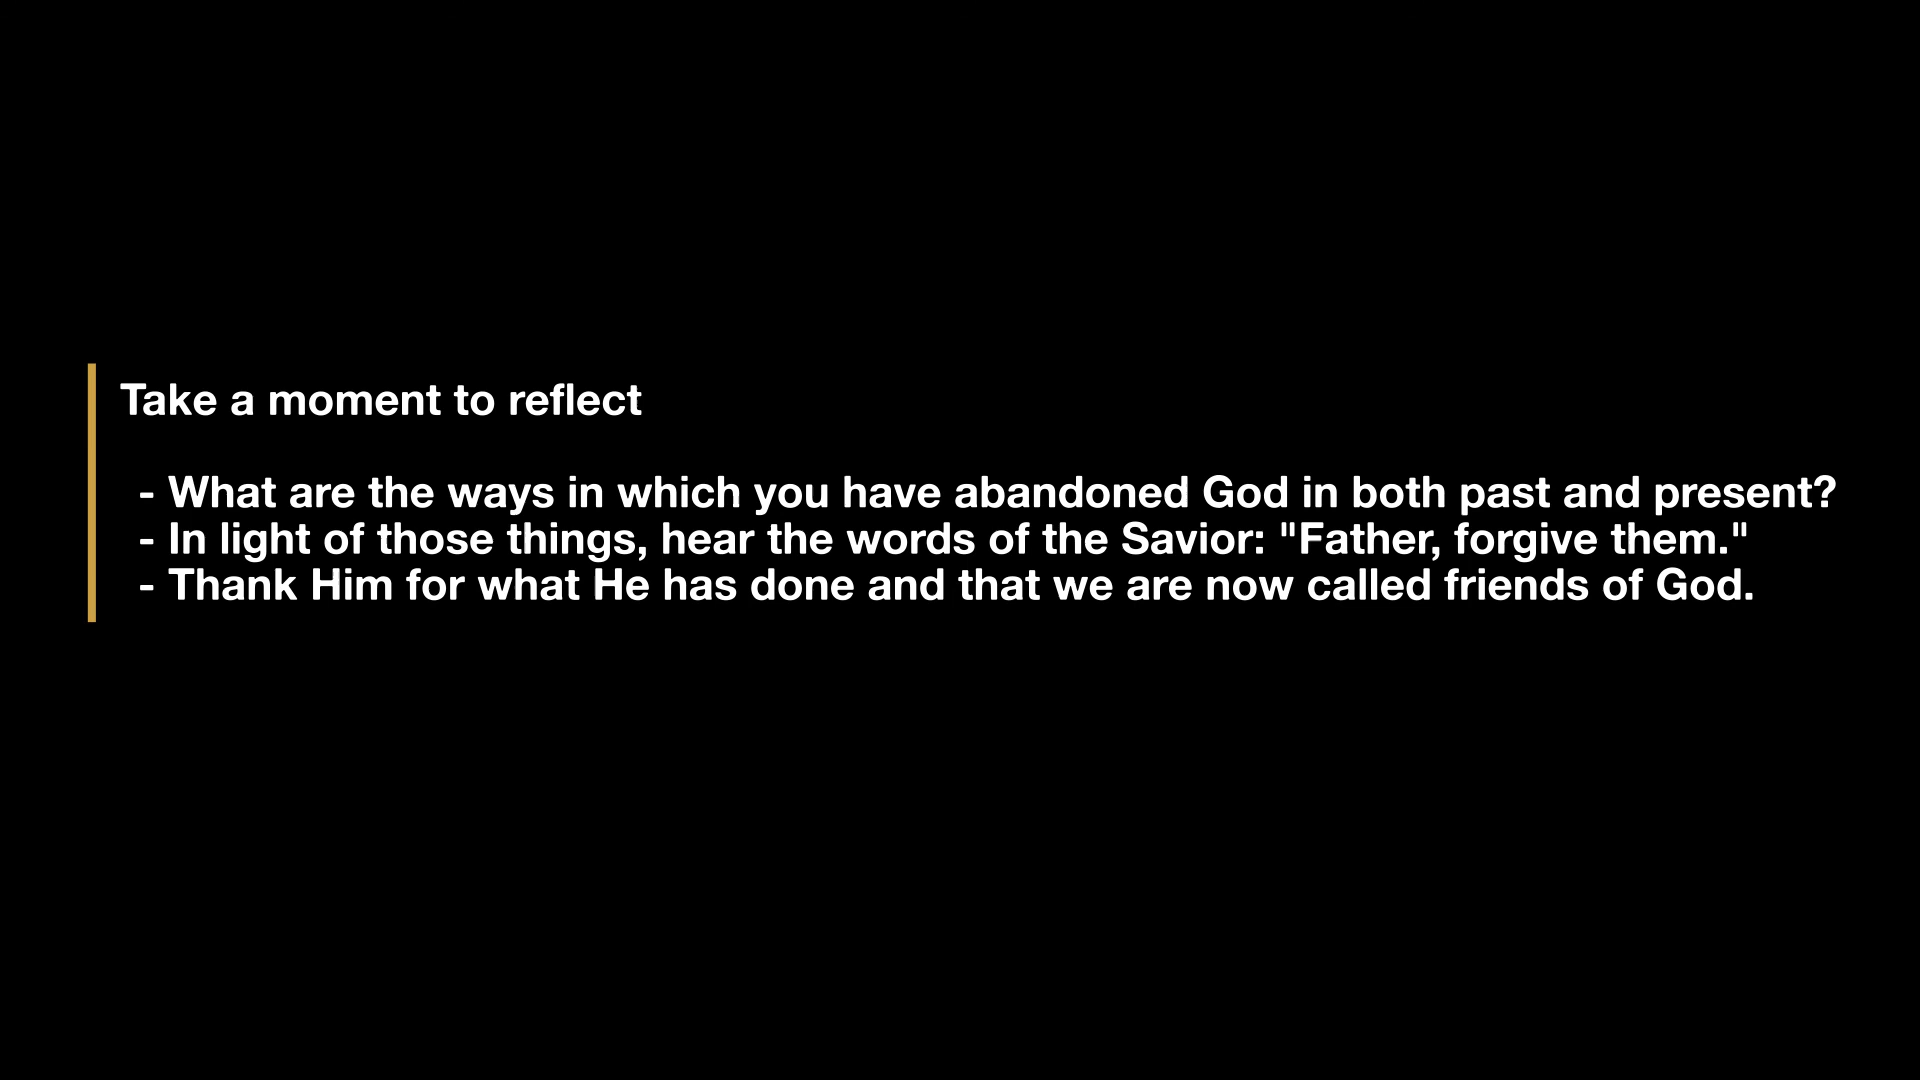 Take a moment to reflect
- What are the ways in which you have abandoned God in both past and present?
- In light of those things, hear the words of the Savior: "Father, forgive them."
- Thank Him for what He has done and that we are now called friends of God.